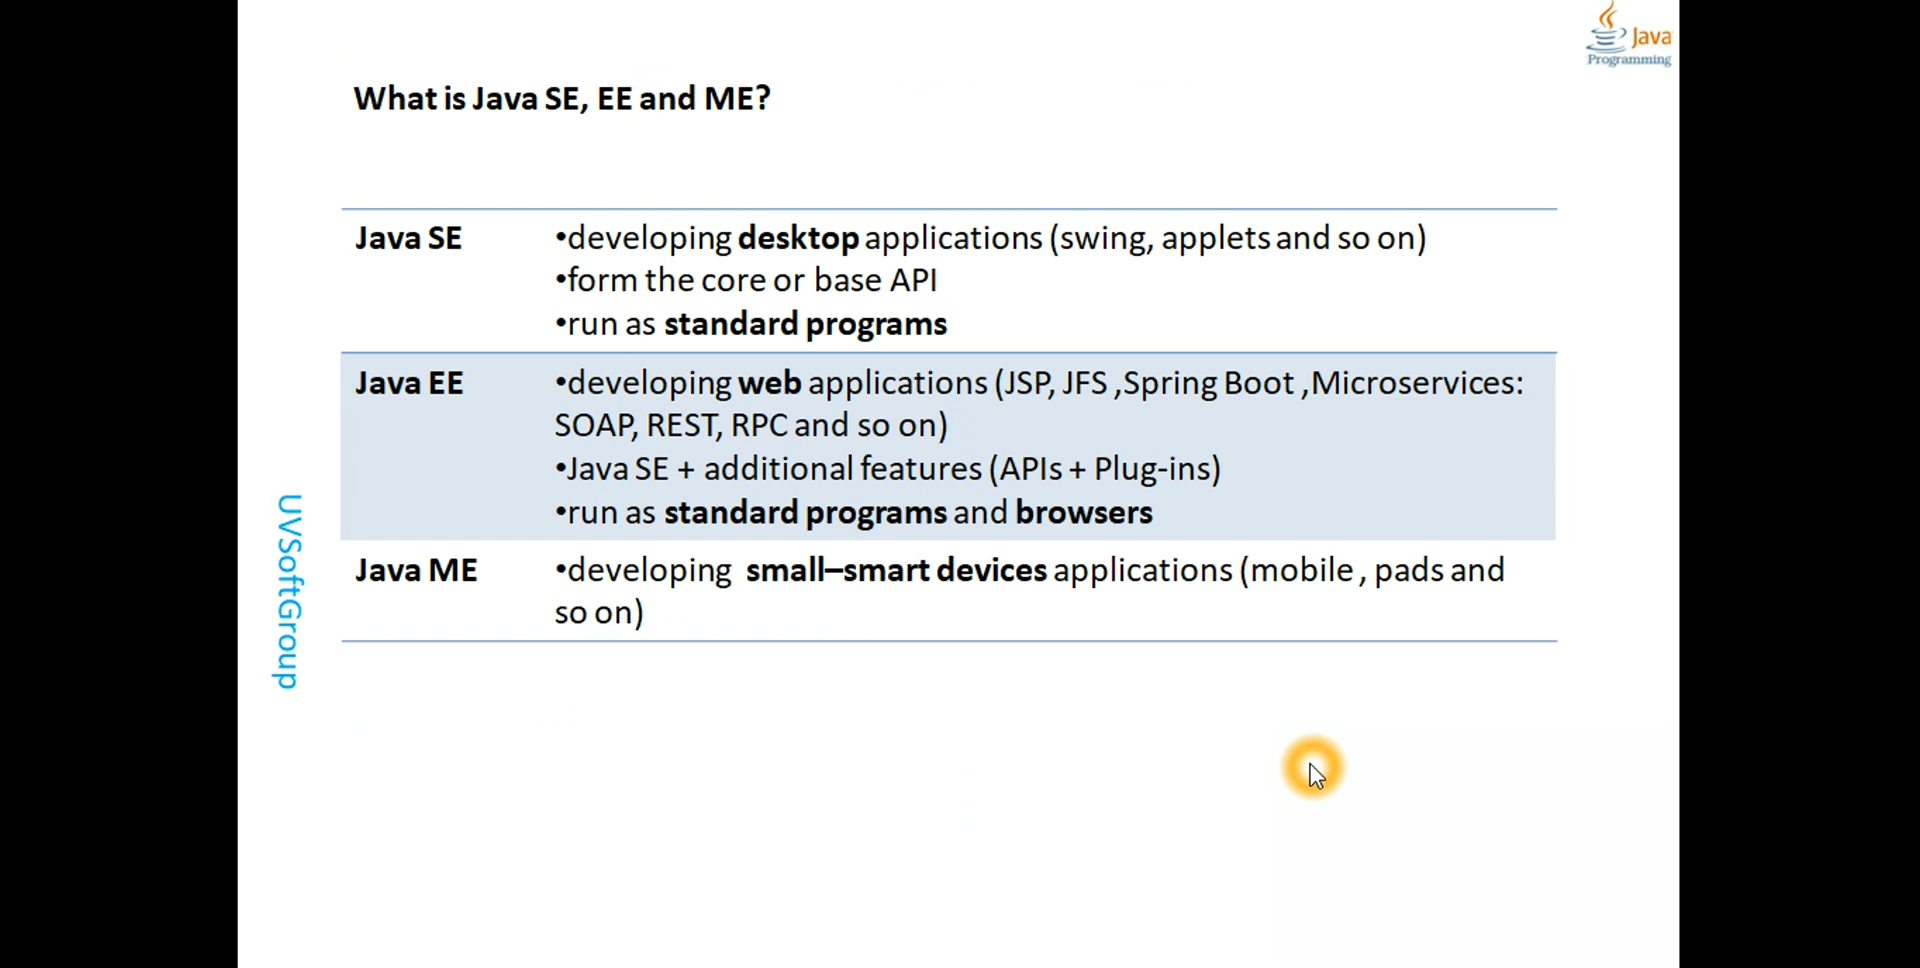 Java
Programming
What is Java SE, EE and ME?
Java SE
•developing desktop applications (swing, applets and so on)
•form the core or base API
•run as standard programs
Java EE
•developing web applications (JSP, JFS ,Spring Boot ,Microservices:
SOAP, REST, RPC and so on)
•Java SE + additional features (APIs + Plug-ins)
•run as standard programs and browsers
Java ME
•developing small–smart devices applications (mobile , pads and
so on)
UVSoftGroup